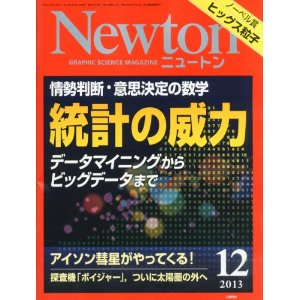 Newton
ニュートン
GRAPHIC SCIENCE MAGAZINE
ノーベル賞
ヒッグス粒子
情勢判断・意思決定の数学
統計の威力
データマイニングから
ビッグデータまで
アイソン彗星がやってくる!
探査機「ボイジャー」,ついに太陽圏の外へ
12
2013